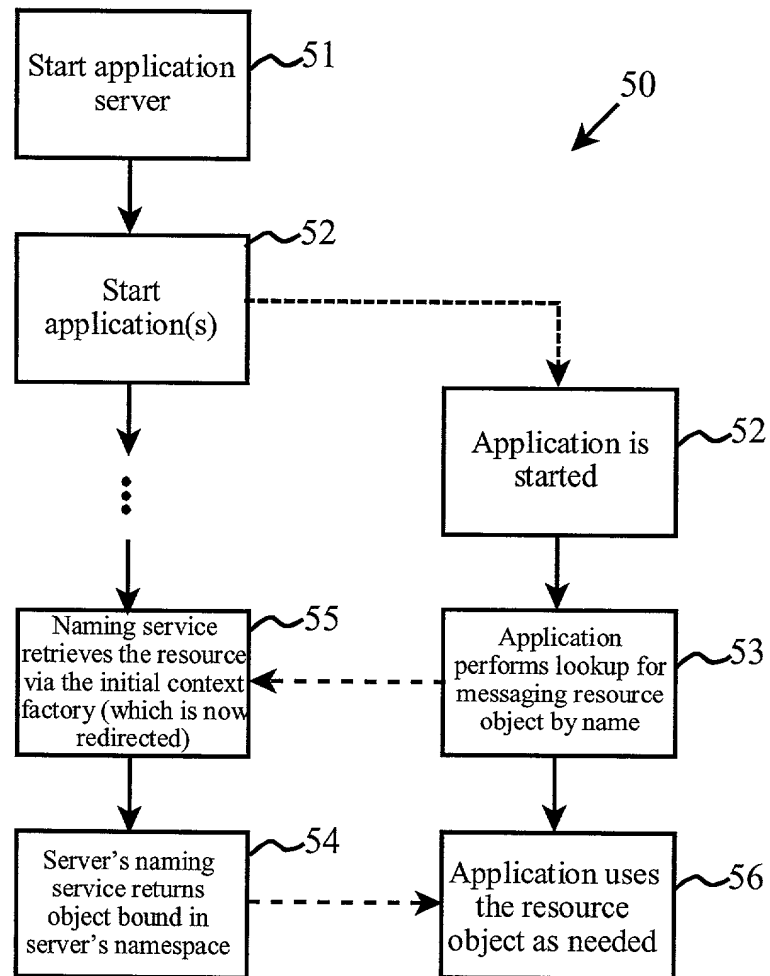 Start application
server
51
50
Start
application(s)
52
Application is
started
52
Naming service
retrieves the resource
via the initial context
factory (which is now
redirected)
55
Application
performs lookup for
messaging resource
object by name
53
Server's naming
service returns
object bound in
server's namespace
54
Application uses
the resource
object as needed
56